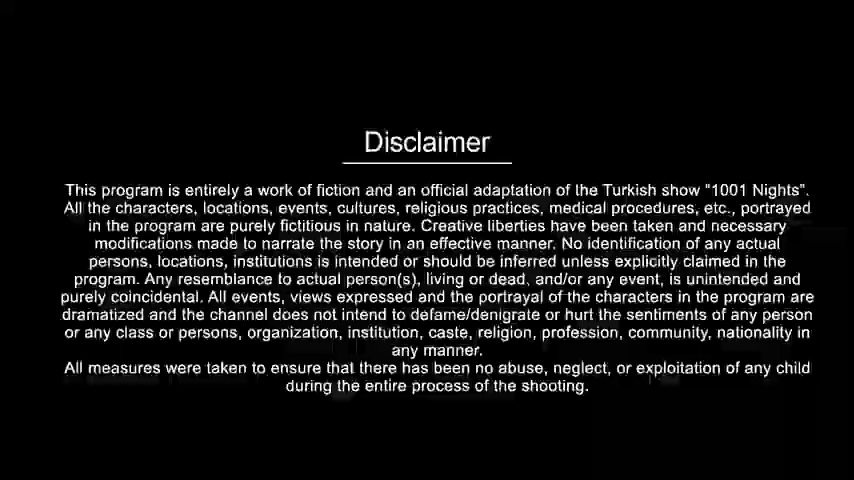 Disclaimer
This program is entirely a work of fiction and an official adaptation of the Turkish show "1001 Nights".
All the characters, locations, events, cultures, religious practices, medical procedures, etc., portrayed
in the program are purely fictitious in nature. Creative liberties have been taken and necessary
modifications made to narrate the story in an effective manner. No identification of any actual
persons, locations, institutions is intended or should be inferred unless explicitly claimed in the
program. Any resemblance to actual person(s), living or dead, and/or any event, is unintended and
purely coincidental. All events, views expressed and the portrayal of the characters in the program are
dramatized and the channel does not intend to defame/denigrate or hurt the sentiments of any person
or any class or persons, organization, institution, caste, religion, profession, community, nationality in
any manner.
All measures were taken to ensure that there has been no abuse, neglect, or exploitation of any child
during the entire process of the shooting.